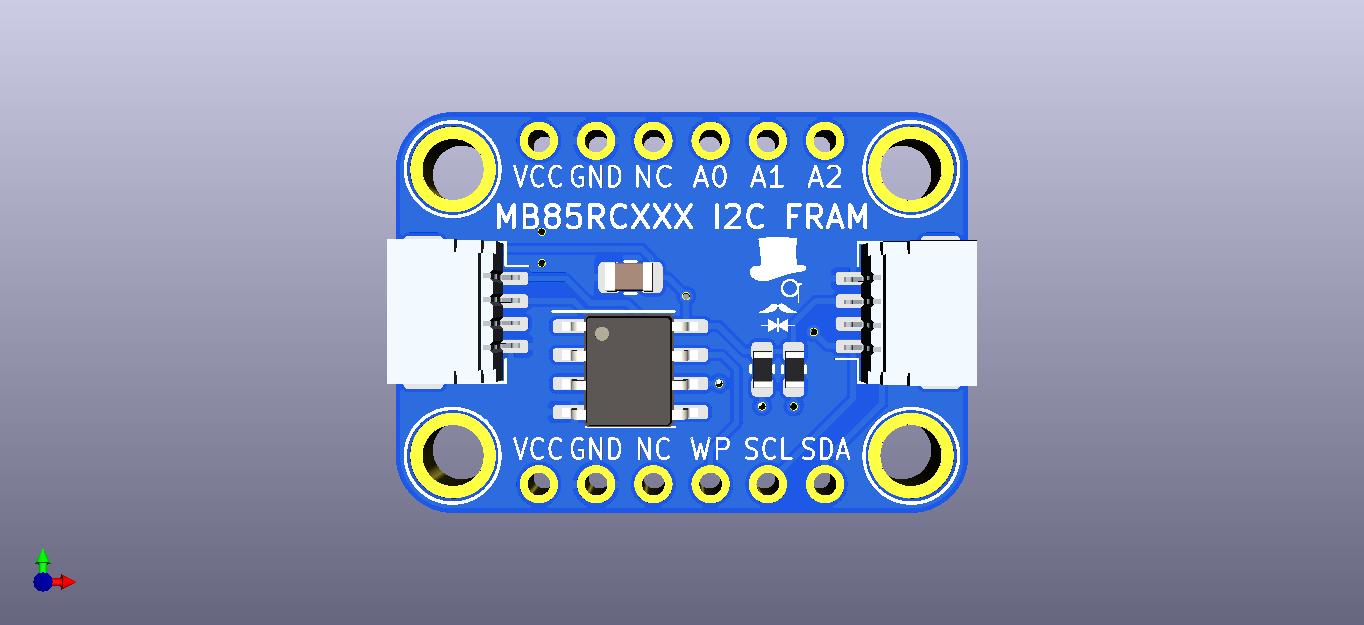 VCC GND NC A0 A1 A2
MB85RCXXX I2C FRAM
VCC GND NC WP SCL SDA